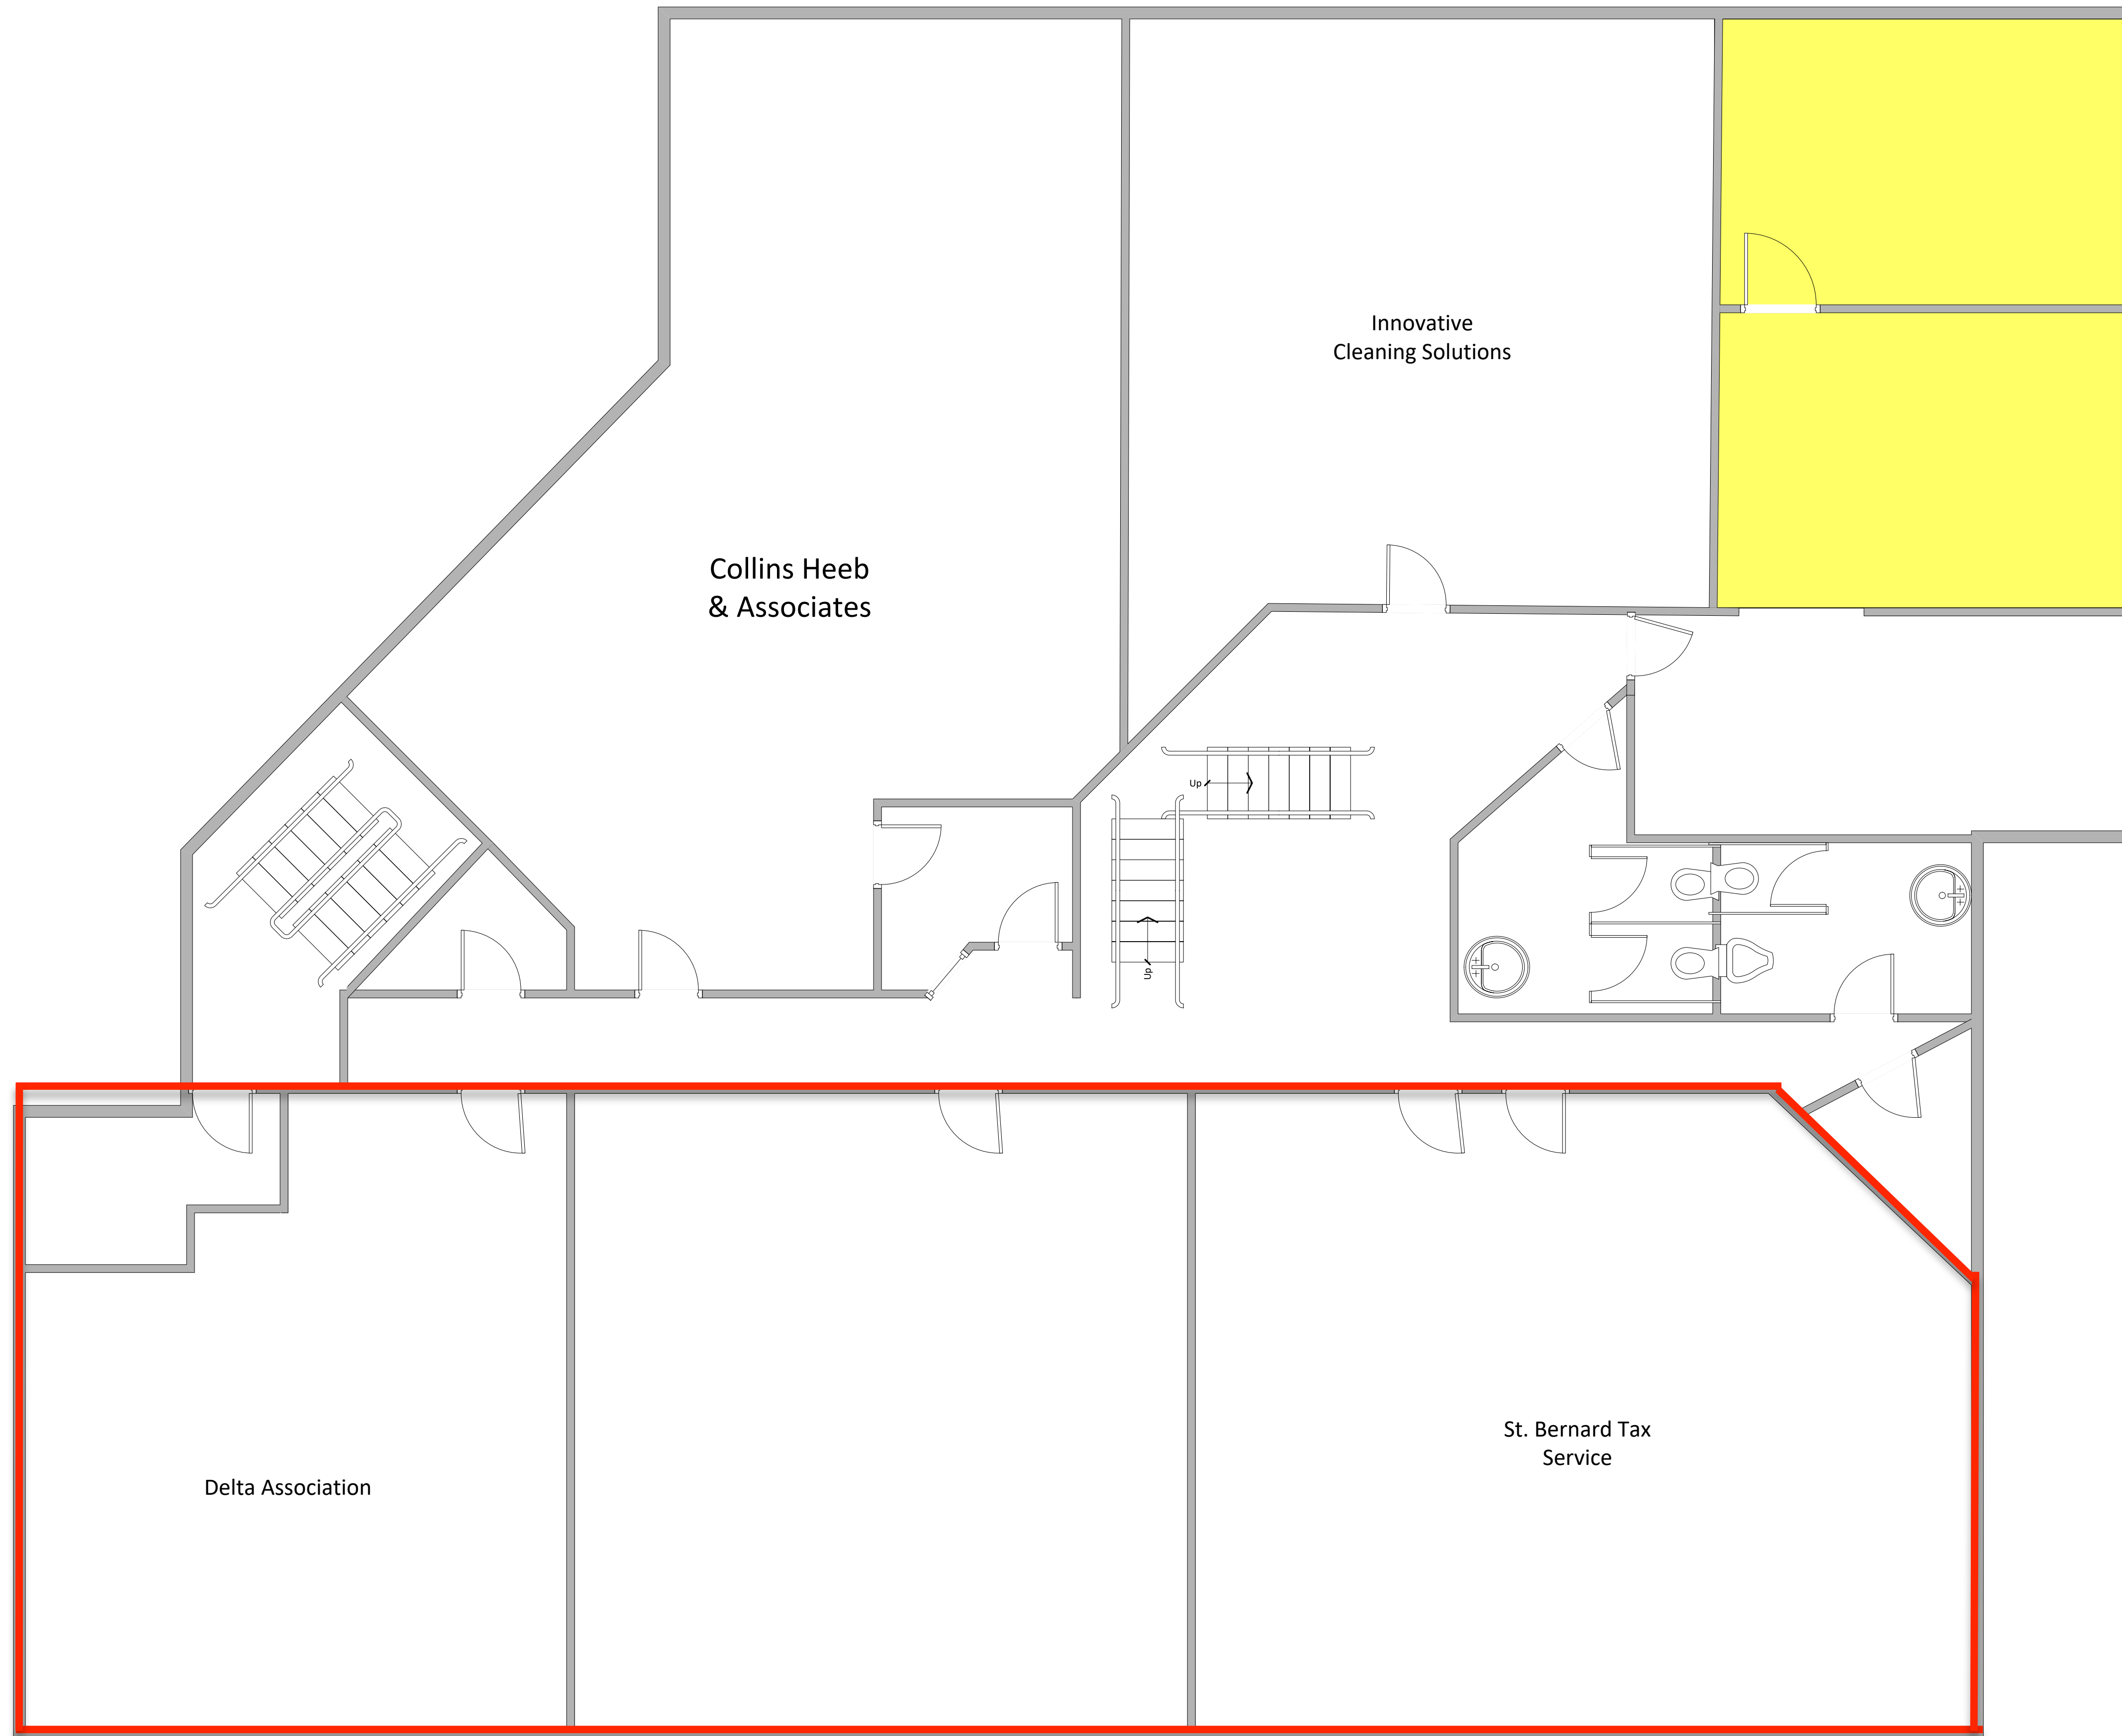 Innovative
Cleaning Solutions
Collins Heeb
& Associates
Up
Up
St. Bernard Tax
Service
Delta Association